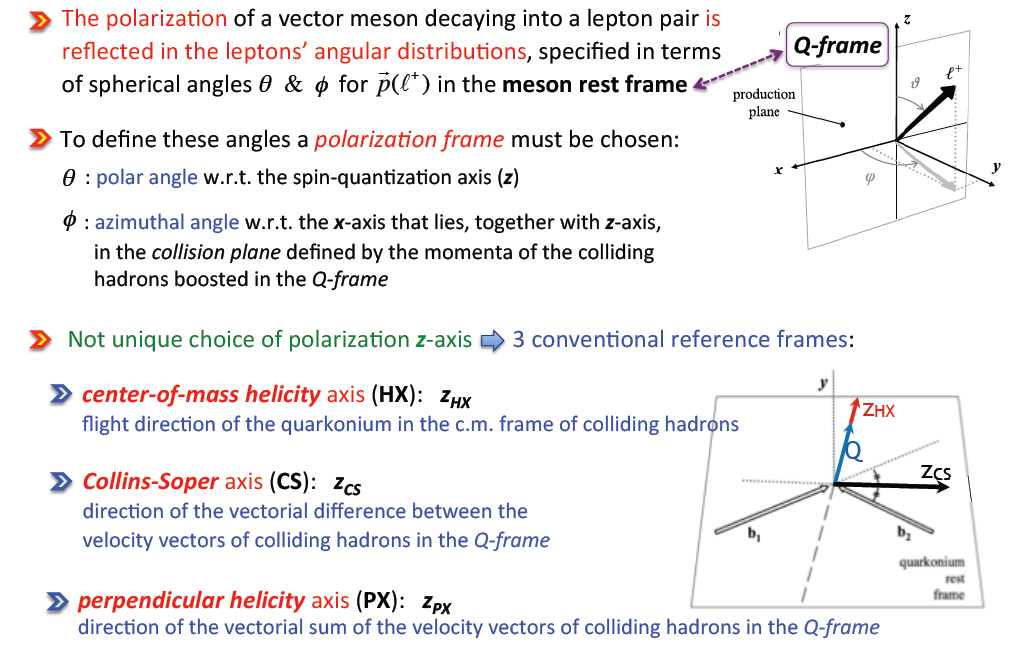 The polarization of a vector meson decaying into a lepton pair is
reflected in the leptons' angular distributions, specified in terms
of spherical angles θ & ϕ for p⃗(ℓ⁺) in the meson rest frame
Q-frame
z
ℓ⁺
ϑ
production
plane
x
φ
y
To define these angles a polarization frame must be chosen:
θ : polar angle w.r.t. the spin-quantization axis (z)
ϕ : azimuthal angle w.r.t. the x-axis that lies, together with z-axis,
in the collision plane defined by the momenta of the colliding
hadrons boosted in the Q-frame
Not unique choice of polarization z-axis ⇨ 3 conventional reference frames:
center-of-mass helicity axis (HX): z_HX
flight direction of the quarkonium in the c.m. frame of colliding hadrons
Collins-Soper axis (CS): z_CS
direction of the vectorial difference between the
velocity vectors of colliding hadrons in the Q-frame
perpendicular helicity axis (PX): z_PX
direction of the vectorial sum of the velocity vectors of colliding hadrons in the Q-frame
y
z_HX
Q
z_CS
b₁
b₂
quarkonium
rest
frame